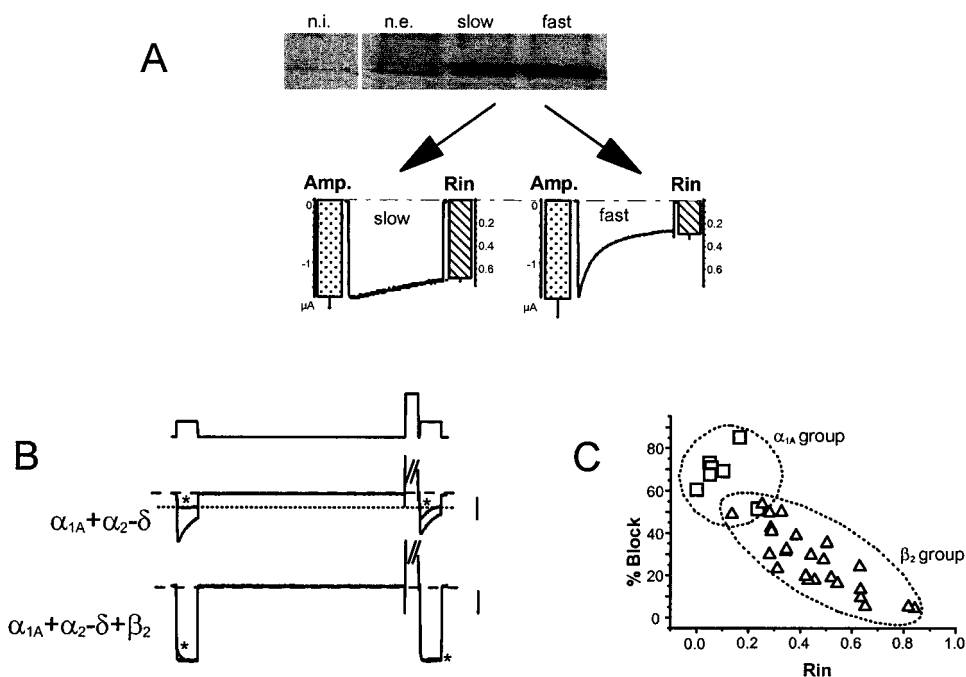 n.i. n.e. slow fast
A
Amp. Rin Amp. Rin
0 slow 0.2 0.4 0.6 -1 µA
0 fast 0.2 0.4 0.6 -1 µA
B
* *
α1A+α2-δ
α1A+α2-δ+β2
* *
C
α1A group
β2 group
% Block
80
60
40
20
0
0.0 0.2 0.4 0.6 0.8 1.0
Rin